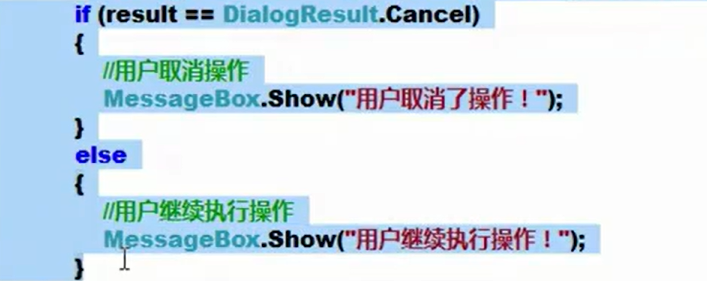 if (result == DialogResult.Cancel)
{
//用户取消操作
MessageBox.Show("用户取消了操作！");
}
else
{
//用户继续执行操作
MessageBox.Show("用户继续执行操作！");
}